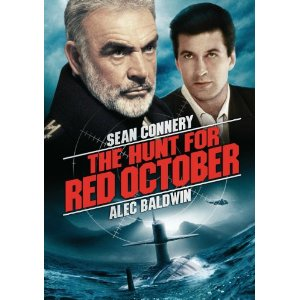 SEAN CONNERY
THE HUNT FOR
RED OCTOBER
ALEC BALDWIN